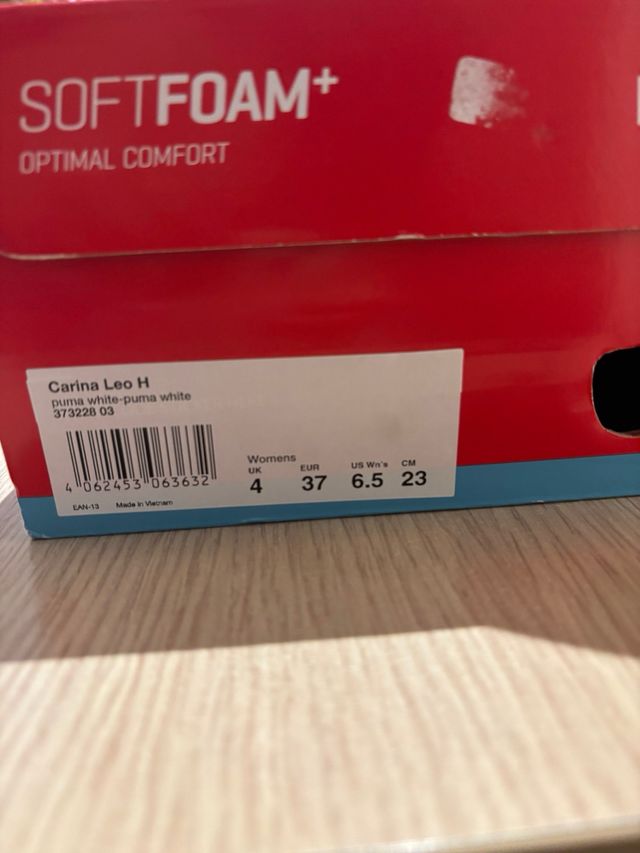 SOFTFOAM+
OPTIMAL COMFORT
Carina Leo H
puma white-puma white
373228 03
4 062453 063632
EAN-13 Made in Vietnam
Womens
UK EUR US Wn's CM
4 37 6.5 23